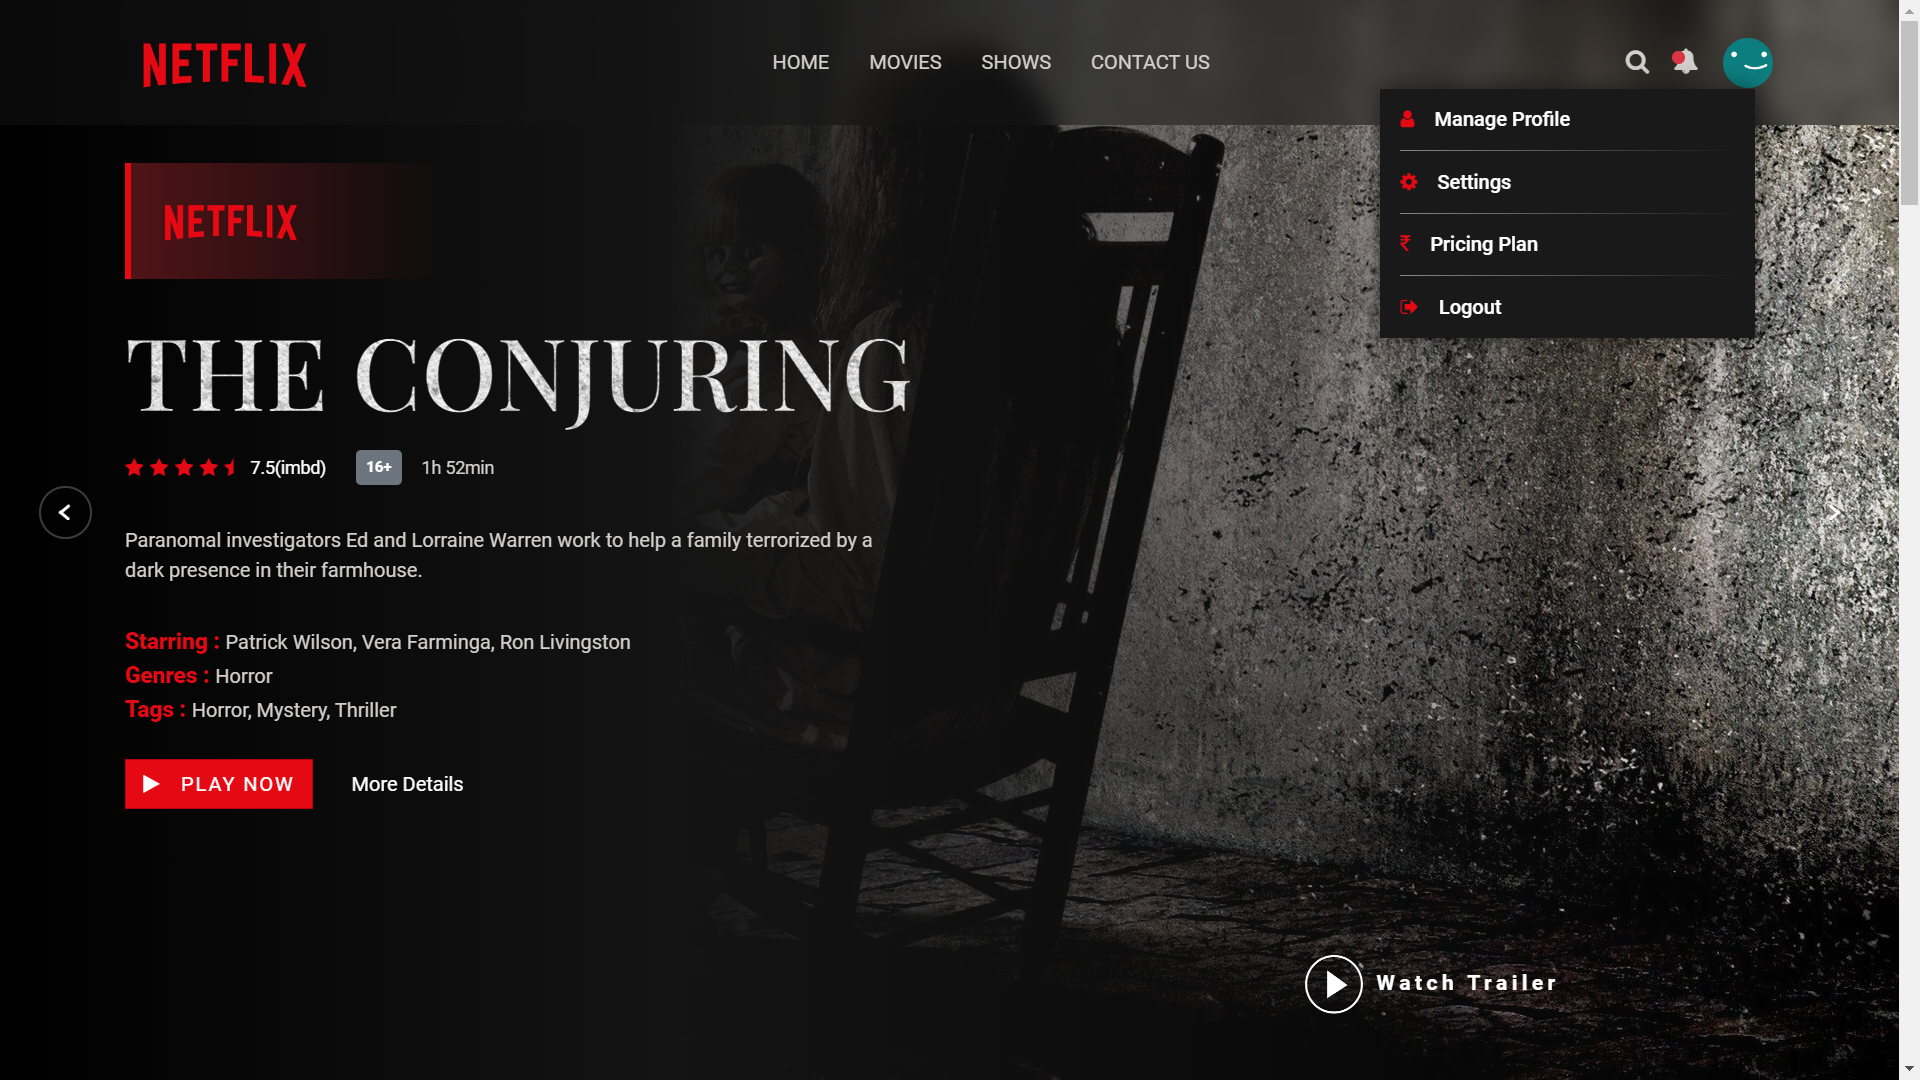 NETFLIX
HOME MOVIES SHOWS CONTACT US
Manage Profile
Settings
Pricing Plan
Logout
NETFLIX
THE CONJURING
7.5(imbd) 16+ 1h 52min
Paranomal investigators Ed and Lorraine Warren work to help a family terrorized by a
dark presence in their farmhouse.
Starring : Patrick Wilson, Vera Farminga, Ron Livingston
Genres : Horror
Tags : Horror, Mystery, Thriller
PLAY NOW More Details
Watch Trailer